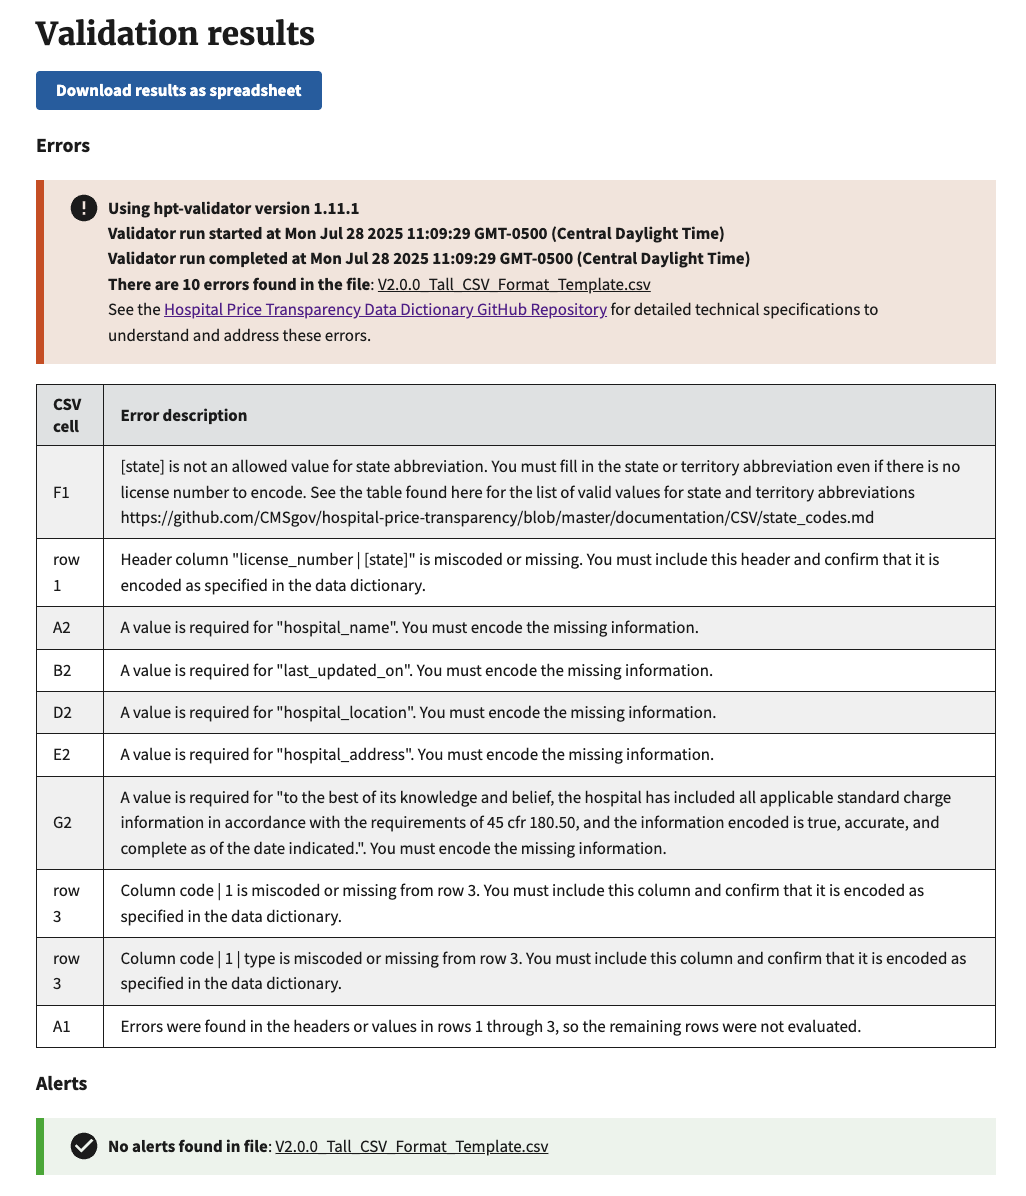 Validation results
Download results as spreadsheet
Errors
Using hpt-validator version 1.11.1
Validator run started at Mon Jul 28 2025 11:09:29 GMT-0500 (Central Daylight Time)
Validator run completed at Mon Jul 28 2025 11:09:29 GMT-0500 (Central Daylight Time)
There are 10 errors found in the file: V2.0.0_Tall_CSV_Format_Template.csv
See the Hospital Price Transparency Data Dictionary GitHub Repository for detailed technical specifications to
understand and address these errors.
CSV
cell
Error description
F1
[state] is not an allowed value for state abbreviation. You must fill in the state or territory abbreviation even if there is no
license number to encode. See the table found here for the list of valid values for state and territory abbreviations
https://github.com/CMSgov/hospital-price-transparency/blob/master/documentation/CSV/state_codes.md
row
1
Header column "license_number | [state]" is miscoded or missing. You must include this header and confirm that it is
encoded as specified in the data dictionary.
A2
A value is required for "hospital_name". You must encode the missing information.
B2
A value is required for "last_updated_on". You must encode the missing information.
D2
A value is required for "hospital_location". You must encode the missing information.
E2
A value is required for "hospital_address". You must encode the missing information.
G2
A value is required for "to the best of its knowledge and belief, the hospital has included all applicable standard charge
information in accordance with the requirements of 45 cfr 180.50, and the information encoded is true, accurate, and
complete as of the date indicated.". You must encode the missing information.
row
3
Column code | 1 is miscoded or missing from row 3. You must include this column and confirm that it is encoded as
specified in the data dictionary.
row
3
Column code | 1 | type is miscoded or missing from row 3. You must include this column and confirm that it is encoded as
specified in the data dictionary.
A1
Errors were found in the headers or values in rows 1 through 3, so the remaining rows were not evaluated.
Alerts
No alerts found in file: V2.0.0_Tall_CSV_Format_Template.csv